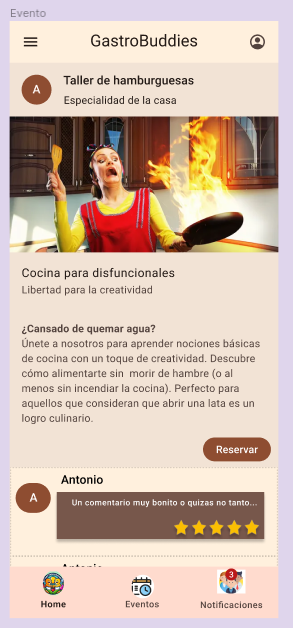 Evento
GastroBuddies
A
Taller de hamburguesas
Especialidad de la casa
Cocina para disfuncionales
Libertad para la creatividad
¿Cansado de quemar agua?
Únete a nosotros para aprender nociones básicas
de cocina con un toque de creatividad. Descubre
cómo alimentarte sin morir de hambre (o al
menos sin incendiar la cocina). Perfecto para
aquellos que consideran que abrir una lata es un
logro culinario.
Reservar
Antonio
A
Un comentario muy bonito o quizas no tanto...
3
Home
Eventos
Notificaciones